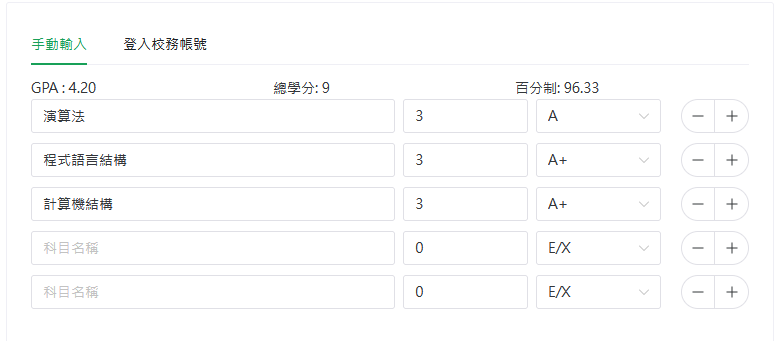 手動輸入 登入校務帳號
GPA : 4.20 總學分: 9 百分制: 96.33
演算法 3 A
程式語言結構 3 A+
計算機結構 3 A+
科目名稱 0 E/X
科目名稱 0 E/X